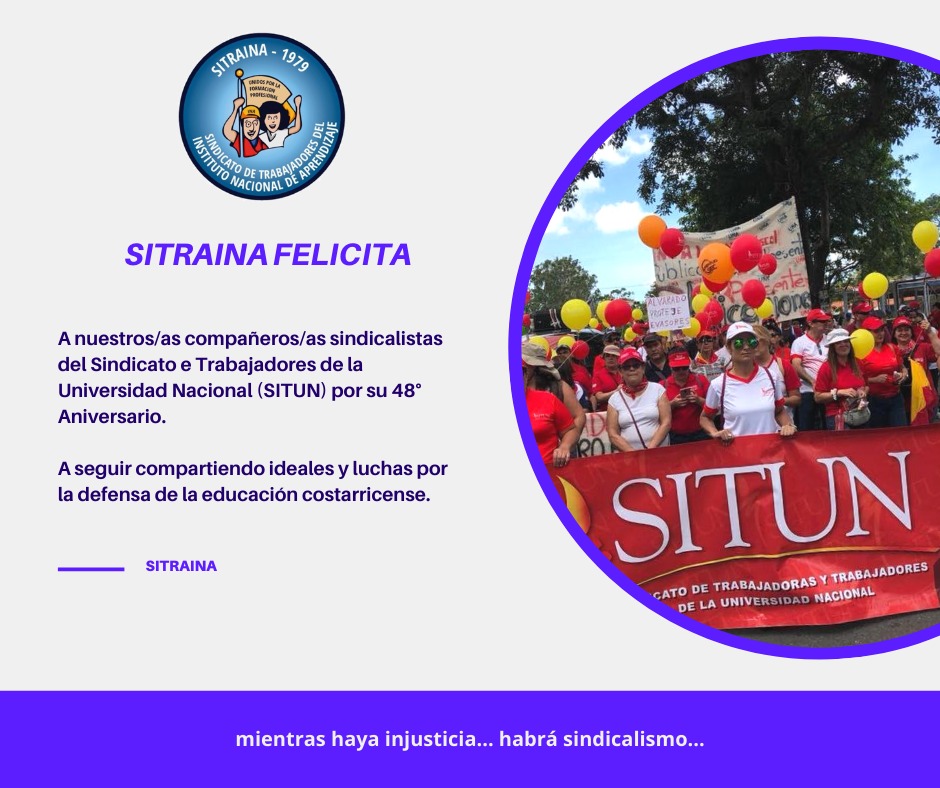 SITRAINA - 1979
UNIDOS POR LA
FORMACION
PROFESIONAL
SINDICATO DE TRABAJADORES DEL
INSTITUTO NACIONAL DE APRENDIZAJE
SITRAINA FELICITA
A nuestros/as compañeros/as sindicalistas
del Sindicato e Trabajadores de la
Universidad Nacional (SITUN) por su 48°
Aniversario.
A seguir compartiendo ideales y luchas por
la defensa de la educación costarricense.
SITRAINA
ALVARADO
PROTEJE
EVASORES
SITUN
CATO DE TRABAJADORAS Y TRABAJADORES
DE LA UNIVERSIDAD NACIONAL
mientras haya injusticia... habrá sindicalismo...